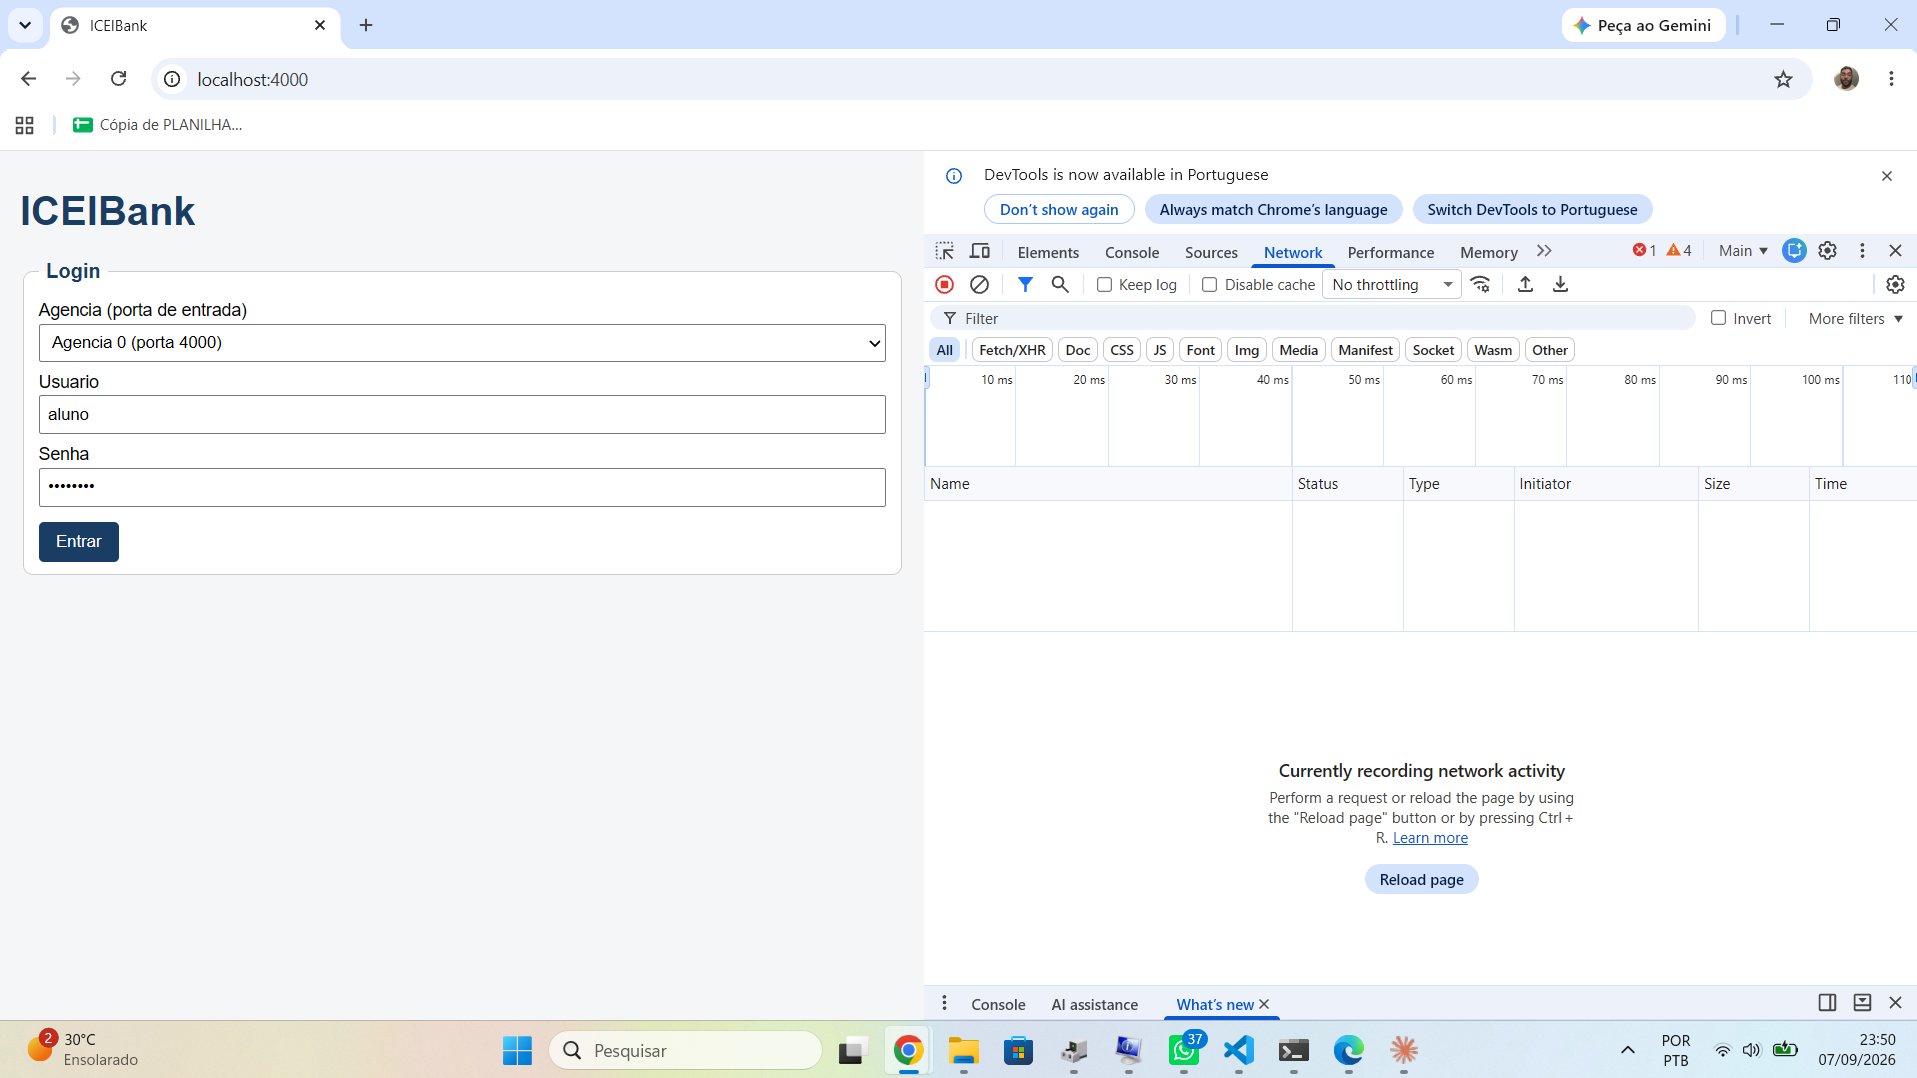 ICEIBank
Peça ao Gemini
localhost:4000
Cópia de PLANILHA...
ICEIBank
Login
Agencia (porta de entrada)
Agencia 0 (porta 4000)
Usuario
aluno
Senha
••••••••
Entrar
DevTools is now available in Portuguese
Don't show again Always match Chrome's language Switch DevTools to Portuguese
Elements Console Sources Network Performance Memory 1 4 Main
Keep log Disable cache No throttling
Filter Invert More filters
All Fetch/XHR Doc CSS JS Font Img Media Manifest Socket Wasm Other
10 ms 20 ms 30 ms 40 ms 50 ms 60 ms 70 ms 80 ms 90 ms 100 ms 110
Name Status Type Initiator Size Time
Currently recording network activity
Perform a request or reload the page by using
the "Reload page" button or by pressing Ctrl +
R. Learn more
Reload page
Console AI assistance What's new
2 30°C
Ensolarado
Pesquisar
37
POR
PTB
23:50
07/09/2026